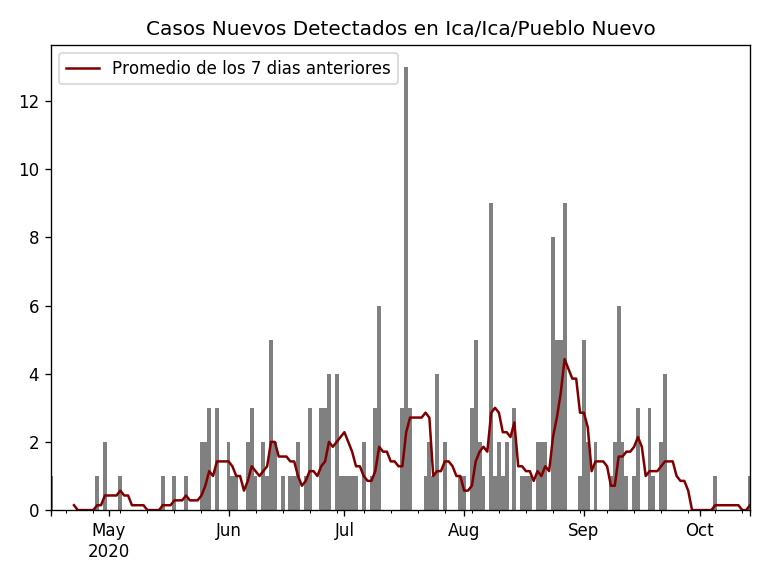 Casos Nuevos Detectados en Ica/Ica/Pueblo Nuevo
Promedio de los 7 dias anteriores
12
10
8
6
4
2
0
May Jun Jul Aug Sep Oct
2020